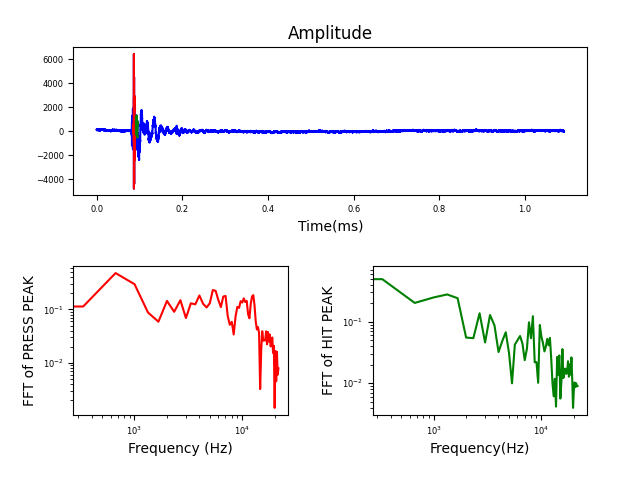 Amplitude
6000
4000
2000
0
−2000
−4000
0.0 0.2 0.4 0.6 0.8 1.0
Time(ms)
FFT of PRESS PEAK
10⁻¹
10⁻²
10³ 10⁴
Frequency (Hz)
FFT of HIT PEAK
10⁻¹
10⁻²
10³ 10⁴
Frequency(Hz)